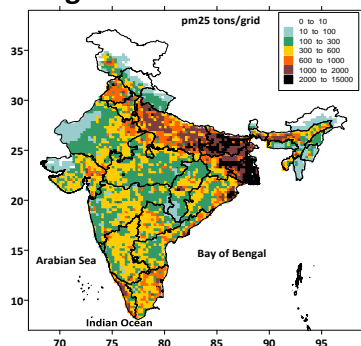 pm25 tons/grid
0 to 10
10 to 100
100 to 300
300 to 600
600 to 1000
1000 to 2000
2000 to 15000
35
30
25
20
15
10
Arabian Sea
Bay of Bengal
Indian Ocean
70 75 80 85 90 95